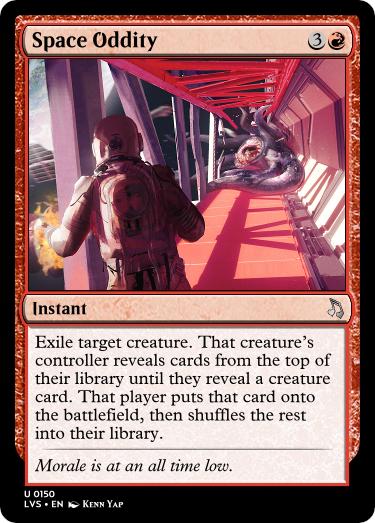 Space Oddity 3
Instant
Exile target creature. That creature's
controller reveals cards from the top of
their library until they reveal a creature
card. That player puts that card onto
the battlefield, then shuffles the rest
into their library.
Morale is at an all time low.
U 0150
LVS • EN Kenn Yap